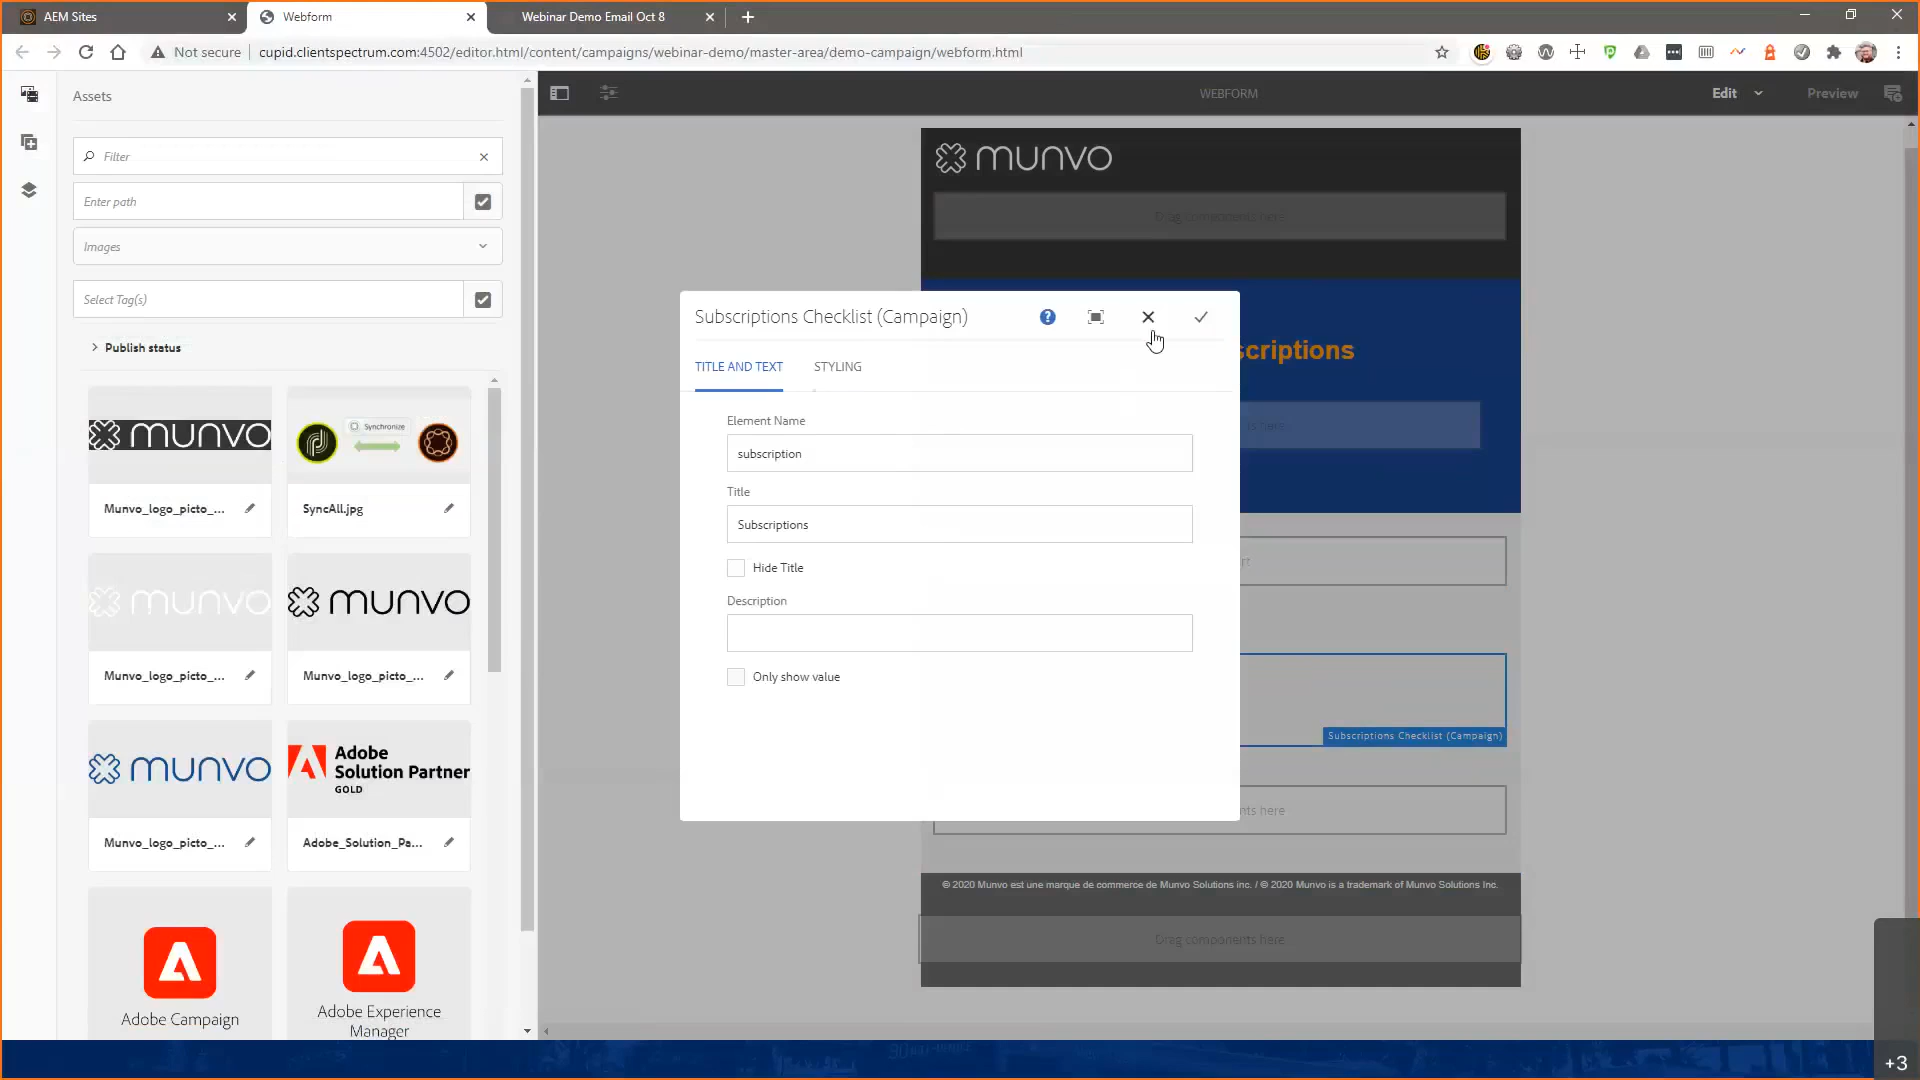 AEM Sites
Webform
Webinar Demo Email Oct 8
Not secure
cupid.clientspectrum.com:4502/editor.html/content/campaigns/webinar-demo/master-area/demo-campaign/webform.html
Assets
Filter
Enter path
Images
Select Tag(s)
Publish status
munvo
Synchronize
Munvo_logo_picto_...
SyncAll.jpg
munvo
munvo
Munvo_logo_picto_...
Munvo_logo_picto_...
munvo
Adobe
Solution Partner
GOLD
Munvo_logo_picto_...
Adobe_Solution_Pa...
Adobe Campaign
Adobe Experience
Manager
WEBFORM
Edit
Preview
munvo
Drag components here
scriptions
Subscriptions Checklist (Campaign)
TITLE AND TEXT
STYLING
Element Name
subscription
Title
Subscriptions
Hide Title
Description
Only show value
Subscriptions Checklist (Campaign)
nts here
© 2020 Munvo est une marque de commerce de Munvo Solutions inc. / © 2020 Munvo is a trademark of Munvo Solutions Inc.
Drag components here
+3